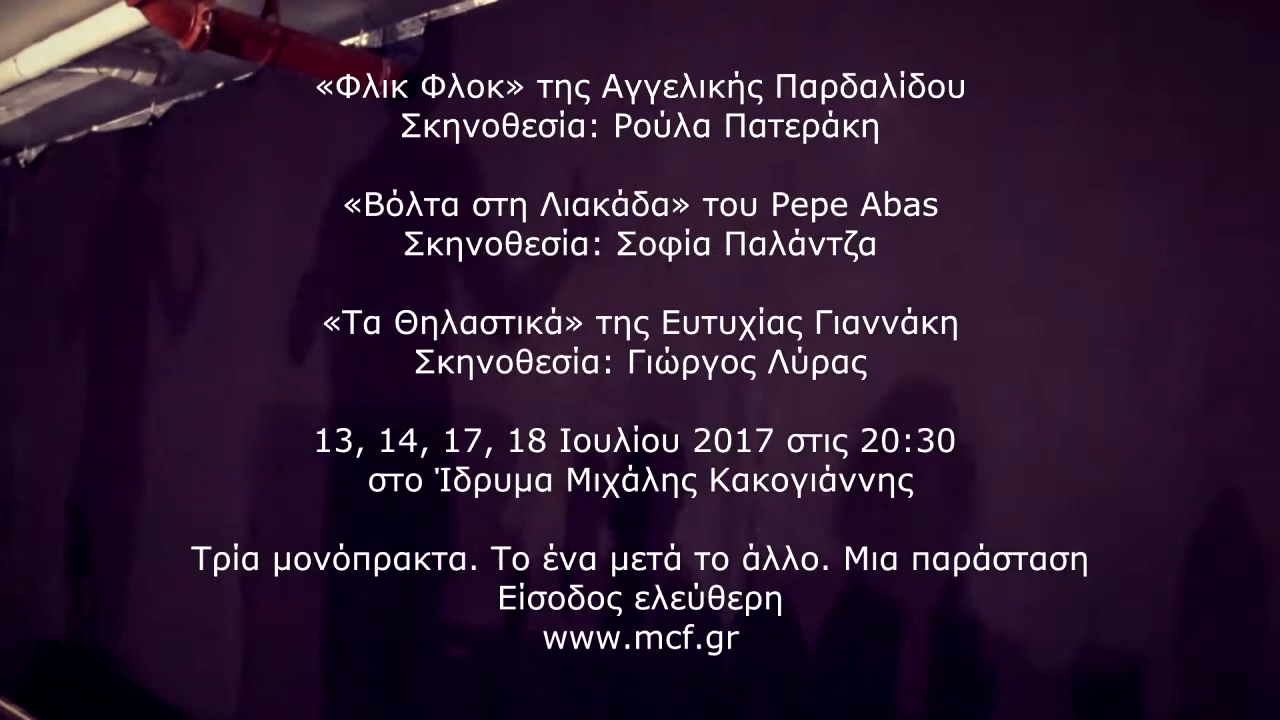 «Φλικ Φλοκ» της Αγγελικής Παρδαλίδου
Σκηνοθεσία: Ρούλα Πατεράκη
«Βόλτα στη Λιακάδα» του Pepe Abas
Σκηνοθεσία: Σοφία Παλάντζα
«Τα Θηλαστικά» της Ευτυχίας Γιαννάκη
Σκηνοθεσία: Γιώργος Λύρας
13, 14, 17, 18 Ιουλίου 2017 στις 20:30
στο Ίδρυμα Μιχάλης Κακογιάννης
Τρία μονόπρακτα. Το ένα μετά το άλλο. Μια παράσταση
Είσοδος ελεύθερη
www.mcf.gr